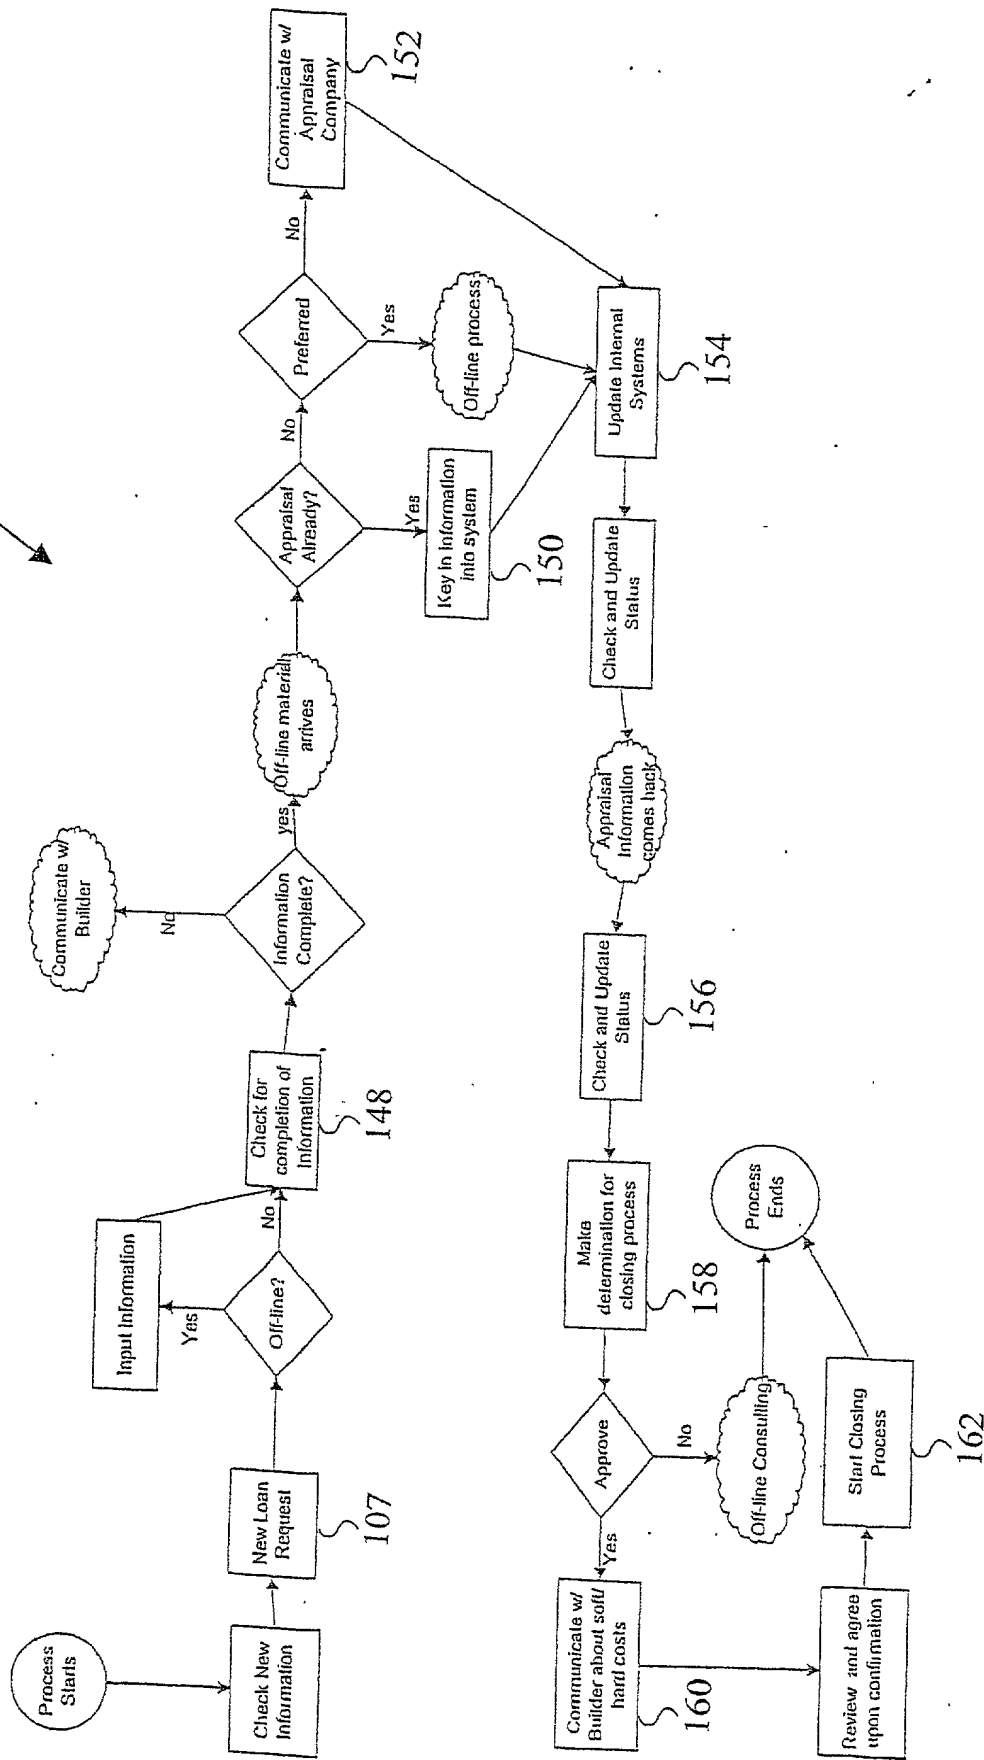 Process
Starts
Check New
Information
New Loan
Request
107
Off-line?
Yes
Input Information
No
Check for
completion of
Information
148
Information
Complete?
No
Communicate w/
Builder
yes
Off-line material
arrives
Appraisal
Already?
Yes
Key in Information
into system
150
No
Preferred
Yes
Off-line process
No
Communicate w/
Appraisal
Company
152
Update Internal
Systems
154
Check and Update
Status
Appraisal
Information
comes back
Check and Update
Status
156
Make
determination for
closing process
158
Approve
No
Off-line Consulting
Yes
Communicate w/
Builder about soft/
hard costs
160
Review and agree
upon confirmation
Start Closing
Process
162
Process
Ends